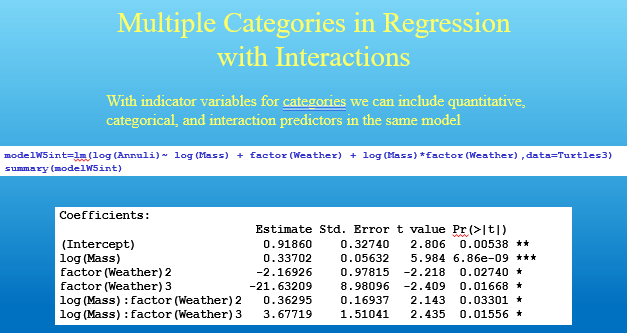 Multiple Categories in Regression
with Interactions
With indicator variables for categories we can include quantitative,
categorical, and interaction predictors in the same model
modelW5int=lm(log(Annuli)~ log(Mass) + factor(Weather) + log(Mass)*factor(Weather),data=Turtles3)
summary(modelW5int)
Coefficients:
Estimate Std. Error t value Pr(>|t|)
(Intercept) 0.91860 0.32740 2.806 0.00538 **
log(Mass) 0.33702 0.05632 5.984 6.86e-09 ***
factor(Weather)2 -2.16926 0.97815 -2.218 0.02740 *
factor(Weather)3 -21.63209 8.98096 -2.409 0.01668 *
log(Mass):factor(Weather)2 0.36295 0.16937 2.143 0.03301 *
log(Mass):factor(Weather)3 3.67719 1.51041 2.435 0.01556 *